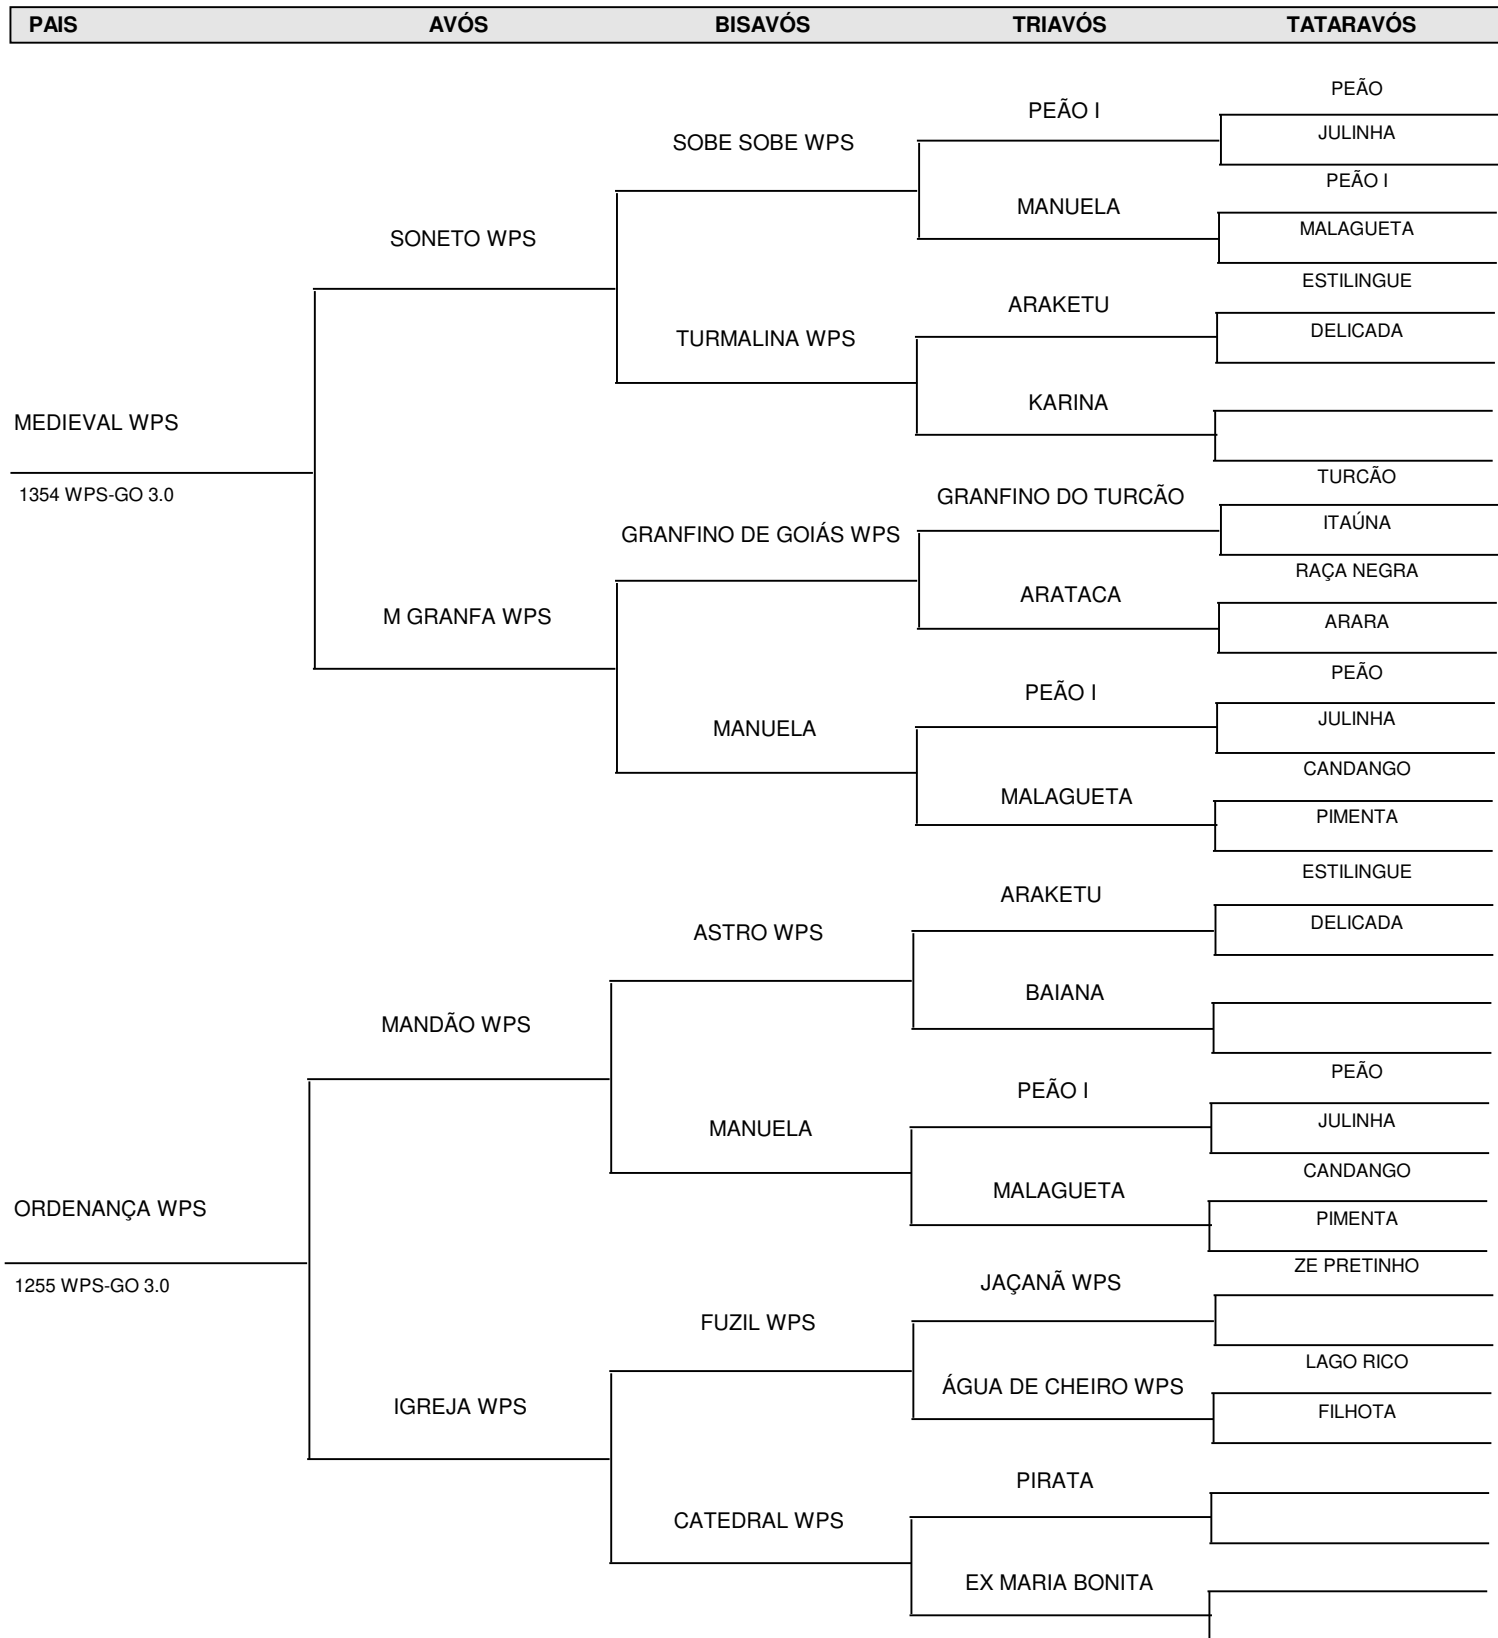 PAIS AVÓS BISAVÓS TRIAVÓS TATARAVÓS
PEÃO
PEÃO I
JULINHA
SOBE SOBE WPS
PEÃO I
MANUELA
MALAGUETA
SONETO WPS
ESTILINGUE
ARAKETU
DELICADA
TURMALINA WPS
KARINA
MEDIEVAL WPS
1354 WPS-GO 3.0
TURCÃO
GRANFINO DO TURCÃO
ITAÚNA
GRANFINO DE GOIÁS WPS
RAÇA NEGRA
ARATACA
ARARA
M GRANFA WPS
PEÃO
PEÃO I
JULINHA
MANUELA
CANDANGO
MALAGUETA
PIMENTA
ESTILINGUE
ARAKETU
DELICADA
ASTRO WPS
BAIANA
MANDÃO WPS
PEÃO
PEÃO I
JULINHA
MANUELA
CANDANGO
MALAGUETA
PIMENTA
ORDENANÇA WPS
1255 WPS-GO 3.0
ZE PRETINHO
JAÇANÃ WPS
FUZIL WPS
LAGO RICO
ÁGUA DE CHEIRO WPS
FILHOTA
IGREJA WPS
PIRATA
CATEDRAL WPS
EX MARIA BONITA